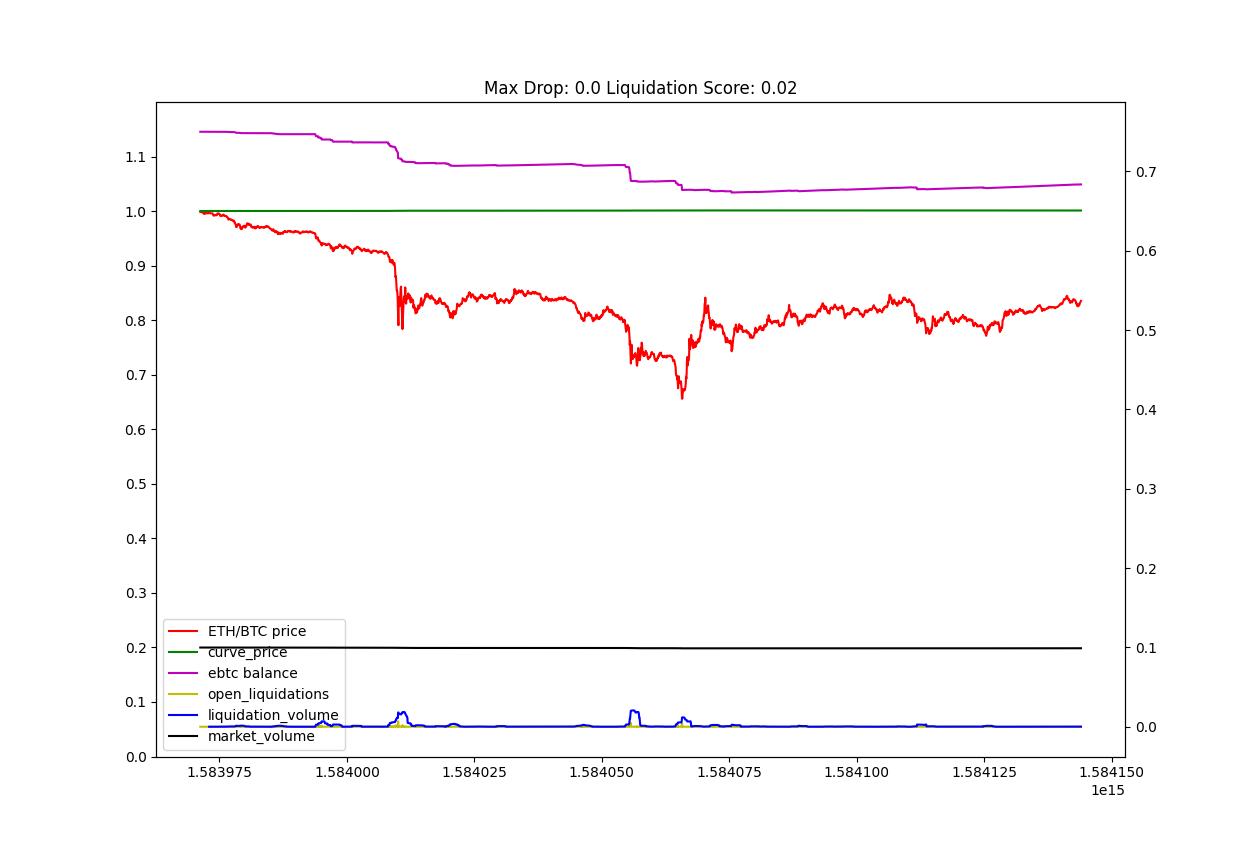 Max Drop: 0.0 Liquidation Score: 0.02
1.1
1.0
0.9
0.8
0.7
0.6
0.5
0.4
0.3
0.2
0.1
0.0
0.7
0.6
0.5
0.4
0.3
0.2
0.1
0.0
ETH/BTC price
curve_price
ebtc balance
open_liquidations
liquidation_volume
market_volume
1.583975 1.584000 1.584025 1.584050 1.584075 1.584100 1.584125 1.584150
1e15